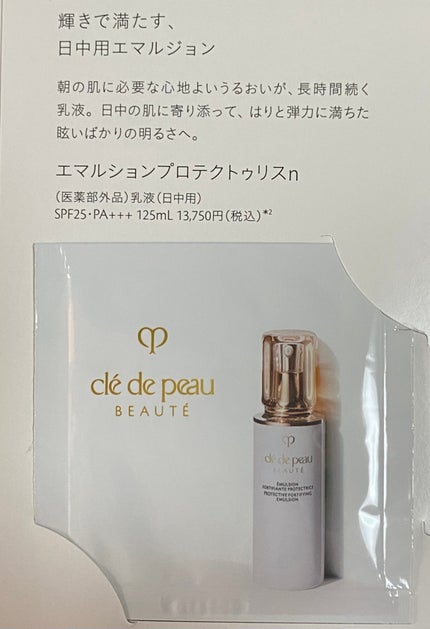 輝きで満たす、
日中用エマルジョン
朝の肌に必要な心地よいうるおいが、長時間続く
乳液。日中の肌に寄り添って、はりと弾力に満ちた
眩いばかりの明るさへ。
エマルションプロテクトゥリスn
(医薬部外品)乳液(日中用)
SPF25・PA+++ 125mL 13,750円(税込)*2
clé de peau
BEAUTÉ
clé de peau
BEAUTÉ
ÉMULSION
FORTIFIANTE PROTECTRICE
PROTECTIVE FORTIFYING
EMULSION